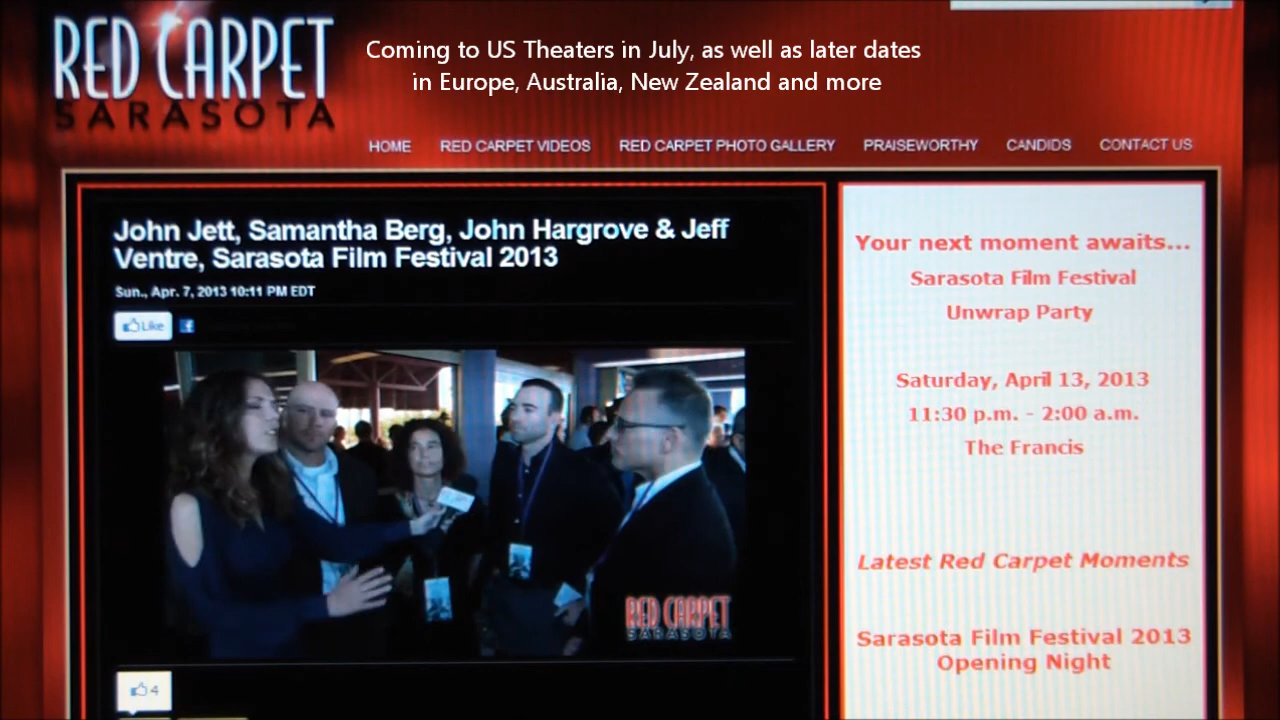 RED CARPET
SARASOTA
Coming to US Theaters in July, as well as later dates
in Europe, Australia, New Zealand and more
HOME RED CARPET VIDEOS RED CARPET PHOTO GALLERY PRAISEWORTHY CANDIDS CONTACT US
John Jett, Samantha Berg, John Hargrove & Jeff
Ventre, Sarasota Film Festival 2013
Sun., Apr. 7, 2013 10:11 PM EDT
Like
RED CARPET
SARASOTA
4
Your next moment awaits...
Sarasota Film Festival
Unwrap Party
Saturday, April 13, 2013
11:30 p.m. - 2:00 a.m.
The Francis
Latest Red Carpet Moments
Sarasota Film Festival 2013
Opening Night